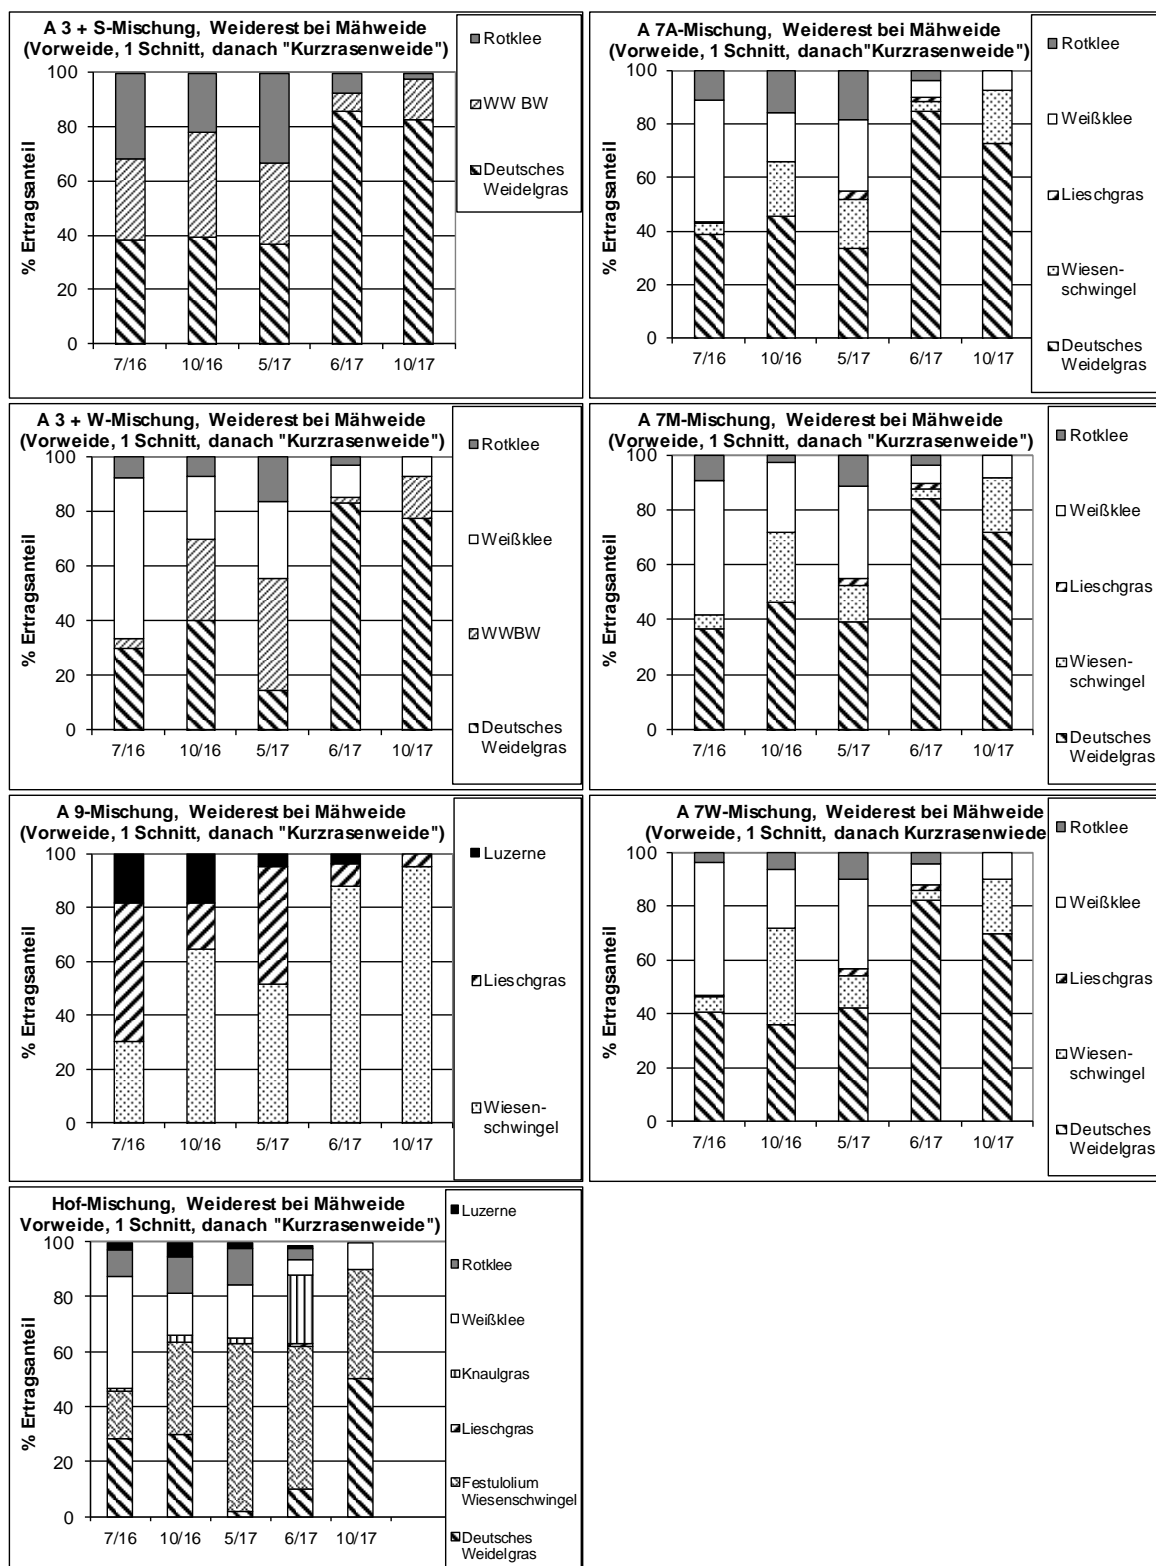 A 3 + S-Mischung, Weiderest bei Mähweide
(Vorweide, 1 Schnitt, danach "Kurzrasenweide")
% Ertragsanteil
100
80
60
40
20
0
7/16 10/16 5/17 6/17 10/17
Rotklee
WW BW
Deutsches
Weidelgras
A 7A-Mischung, Weiderest bei Mähweide
(Vorweide, 1 Schnitt, danach"Kurzrasenweide")
% Ertragsanteil
100
80
60
40
20
0
7/16 10/16 5/17 6/17 10/17
Rotklee
Weißklee
Lieschgras
Wiesen-
schwingel
Deutsches
Weidelgras
A 3 + W-Mischung, Weiderest bei Mähweide
(Vorweide, 1 Schnitt, danach "Kurzrasenweide")
% Ertragsanteil
100
80
60
40
20
0
7/16 10/16 5/17 6/17 10/17
Rotklee
Weißklee
WWBW
Deutsches
Weidelgras
A 7M-Mischung, Weiderest bei Mähweide
(Vorweide, 1 Schnitt, danach "Kurzrasenweide")
% Ertragsanteil
100
80
60
40
20
0
7/16 10/16 5/17 6/17 10/17
Rotklee
Weißklee
Lieschgras
Wiesen-
schwingel
Deutsches
Weidelgras
A 9-Mischung, Weiderest bei Mähweide
(Vorweide, 1 Schnitt, danach "Kurzrasenweide")
% Ertragsanteil
100
80
60
40
20
0
7/16 10/16 5/17 6/17 10/17
Luzerne
Lieschgras
Wiesen-
schwingel
A 7W-Mischung, Weiderest bei Mähweide
(Vorweide, 1 Schnitt, danach Kurzrasenwiede
% Ertragsanteil
100
80
60
40
20
0
7/16 10/16 5/17 6/17 10/17
Rotklee
Weißklee
Lieschgras
Wiesen-
schwingel
Deutsches
Weidelgras
Hof-Mischung, Weiderest bei Mähweide
Vorweide, 1 Schnitt, danach "Kurzrasenweide")
% Ertragsanteil
100
80
60
40
20
0
7/16 10/16 5/17 6/17 10/17
Luzerne
Rotklee
Weißklee
Knaulgras
Lieschgras
Festulolium
Wiesenschwingel
Deutsches
Weidelgras